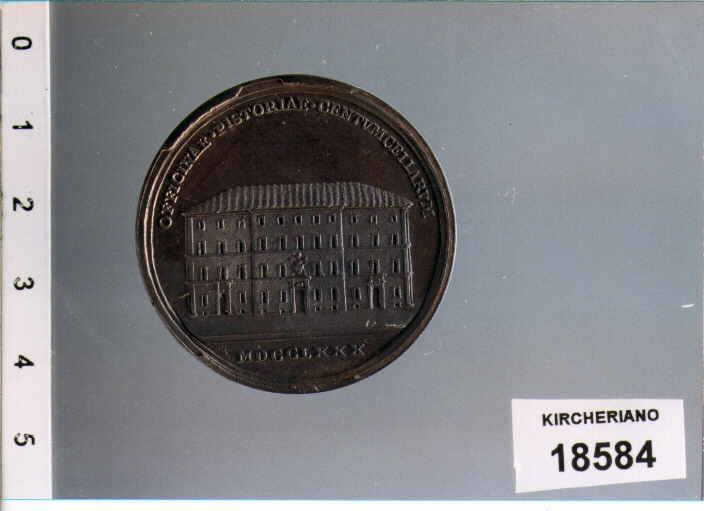 OFFICINAE·PISTORIAE·CENTVMCELLARVM
MDCCLXXX
0
1
2
3
4
5
KIRCHERIANO
18584